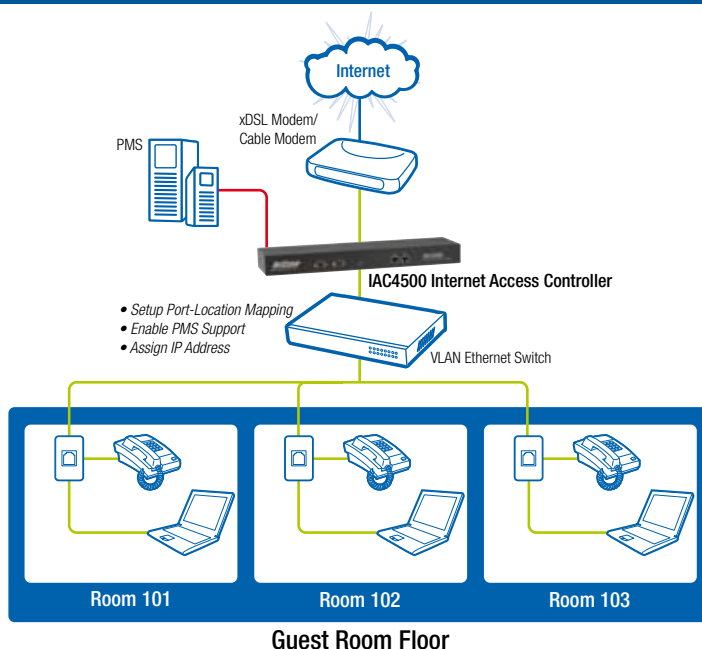 Internet
xDSL Modem/
Cable Modem
PMS
IAC4500 Internet Access Controller
• Setup Port-Location Mapping
• Enable PMS Support
• Assign IP Address
VLAN Ethernet Switch
Room 101
Room 102
Room 103
Guest Room Floor